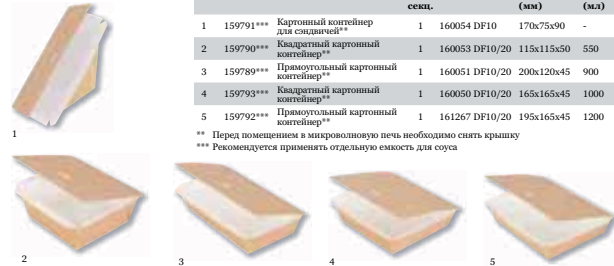 секц. (мм) (мл)
1 159791*** Картонный контейнер для сэндвичей** 1 160054 DF10 170x75x90 -
2 159790*** Квадратный картонный контейнер** 1 160053 DF10/20 115x115x50 550
3 159789*** Прямоугольный картонный контейнер** 1 160051 DF10/20 200x120x45 900
4 159793*** Квадратный картонный контейнер** 1 160050 DF10/20 165x165x45 1000
5 159792*** Прямоугольный картонный контейнер** 1 161267 DF10/20 195x165x45 1200
** Перед помещением в микроволновую печь необходимо снять крышку
*** Рекомендуется применять отдельную емкость для соуса
1
2 3 4 5